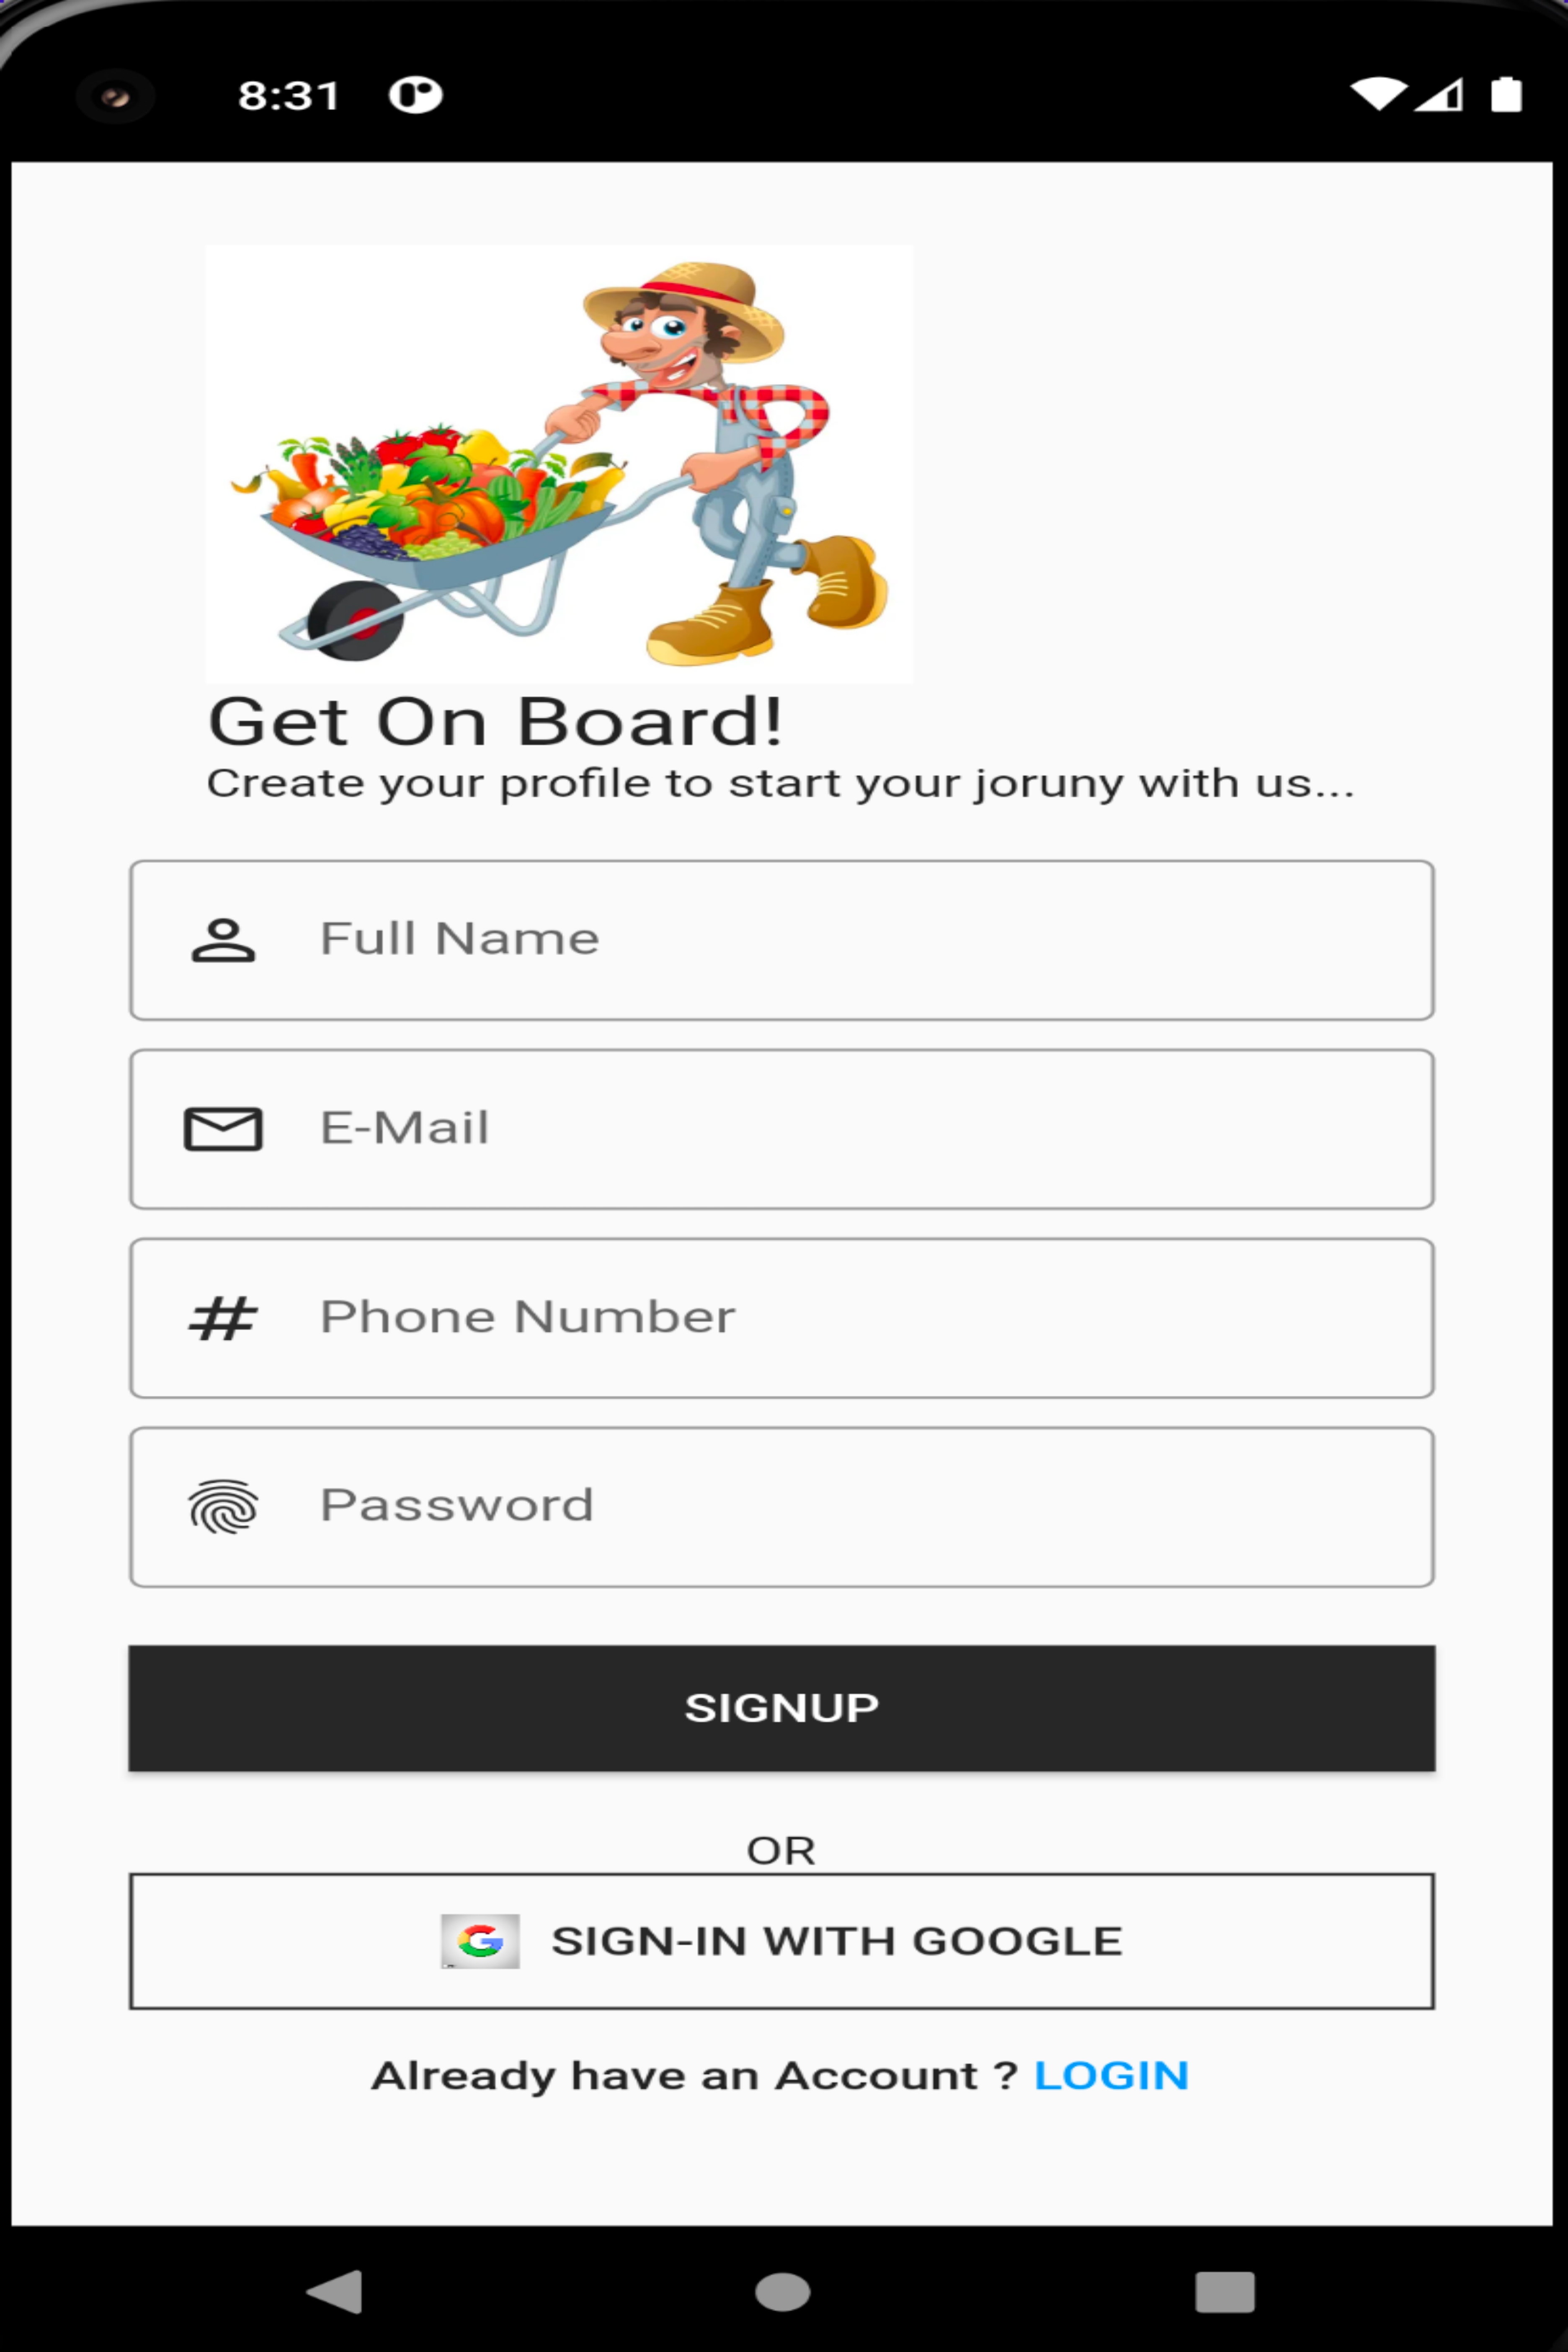 8:31
Get On Board!
Create your profile to start your joruny with us...
Full Name
E-Mail
Phone Number
Password
SIGNUP
OR
SIGN-IN WITH GOOGLE
Already have an Account ? LOGIN